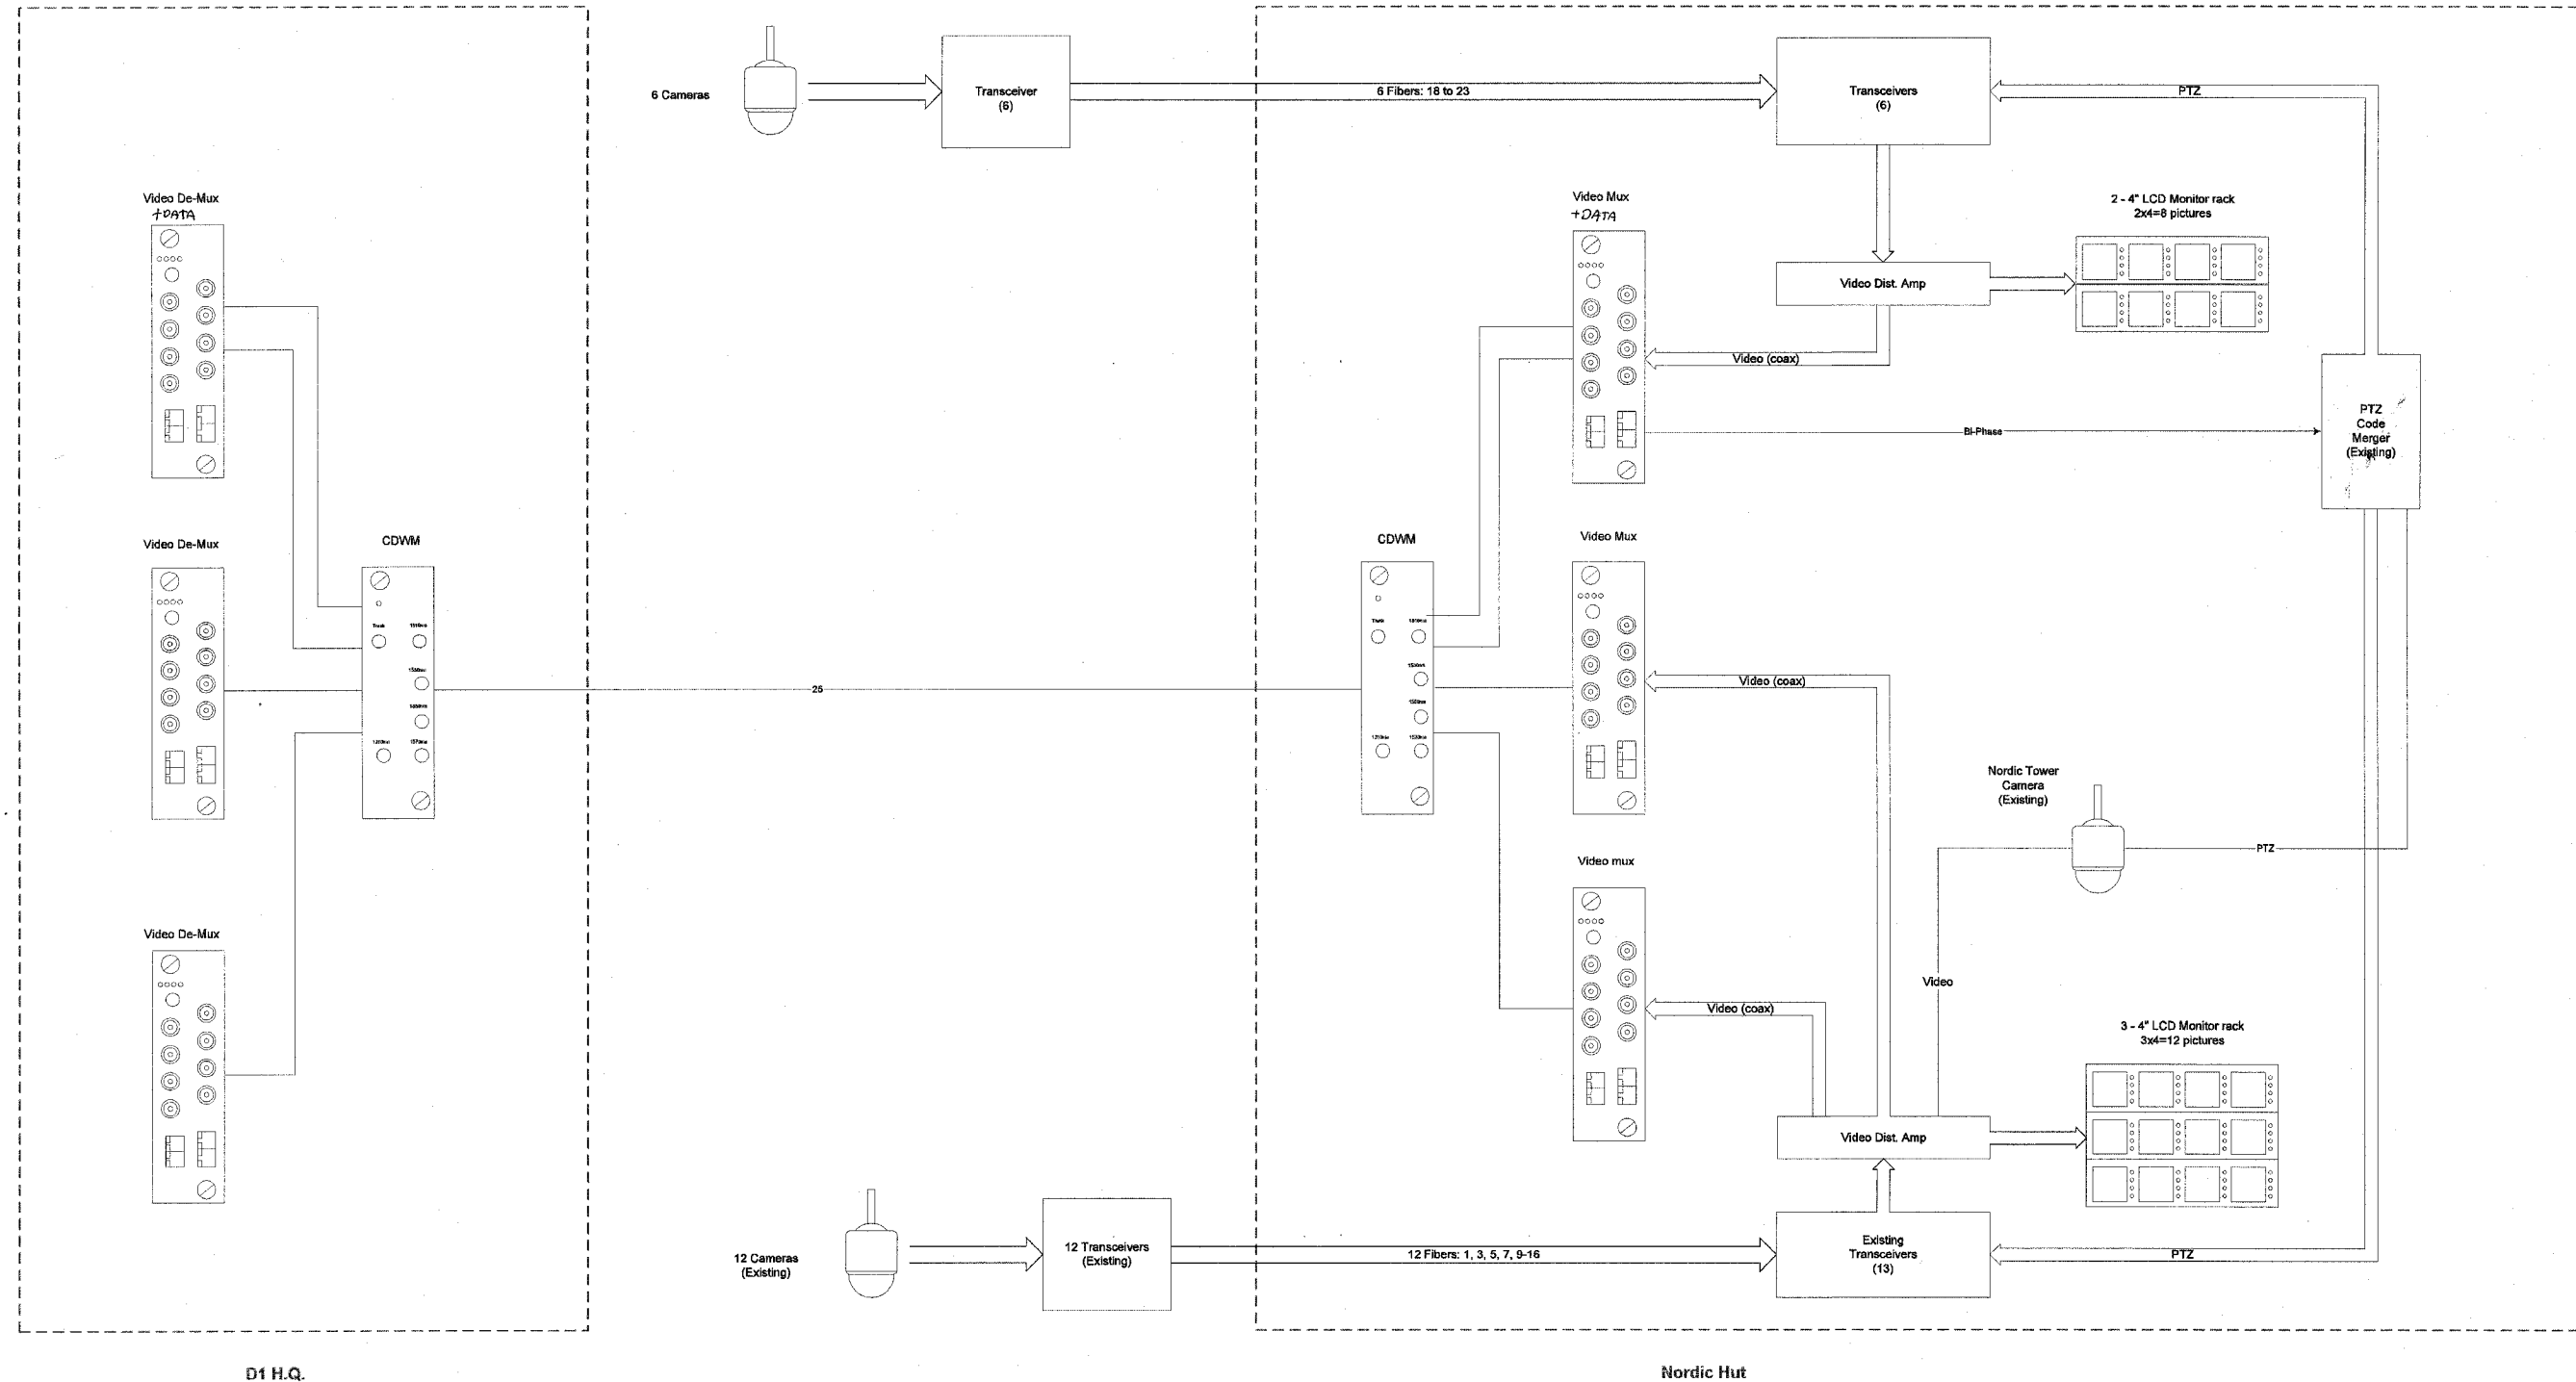 6 Cameras
Transceiver
(6)
6 Fibers: 18 to 23
Transceivers
(6)
PTZ
Video De-Mux
+DATA
Video Mux
+DATA
2 - 4" LCD Monitor rack
2x4=8 pictures
Video Dist. Amp
Video (coax)
Bi-Phase
PTZ
Code
Merger
(Existing)
Video De-Mux
CDWM
Trunk
25
CDWM
Trunk
Video Mux
Video (coax)
Nordic Tower
Camera
(Existing)
PTZ
Video
Video mux
Video (coax)
Video De-Mux
3 - 4" LCD Monitor rack
3x4=12 pictures
Video Dist. Amp
12 Cameras
(Existing)
12 Transceivers
(Existing)
12 Fibers: 1, 3, 5, 7, 9-16
Existing
Transceivers
(13)
PTZ
D1 H.Q.
Nordic Hut